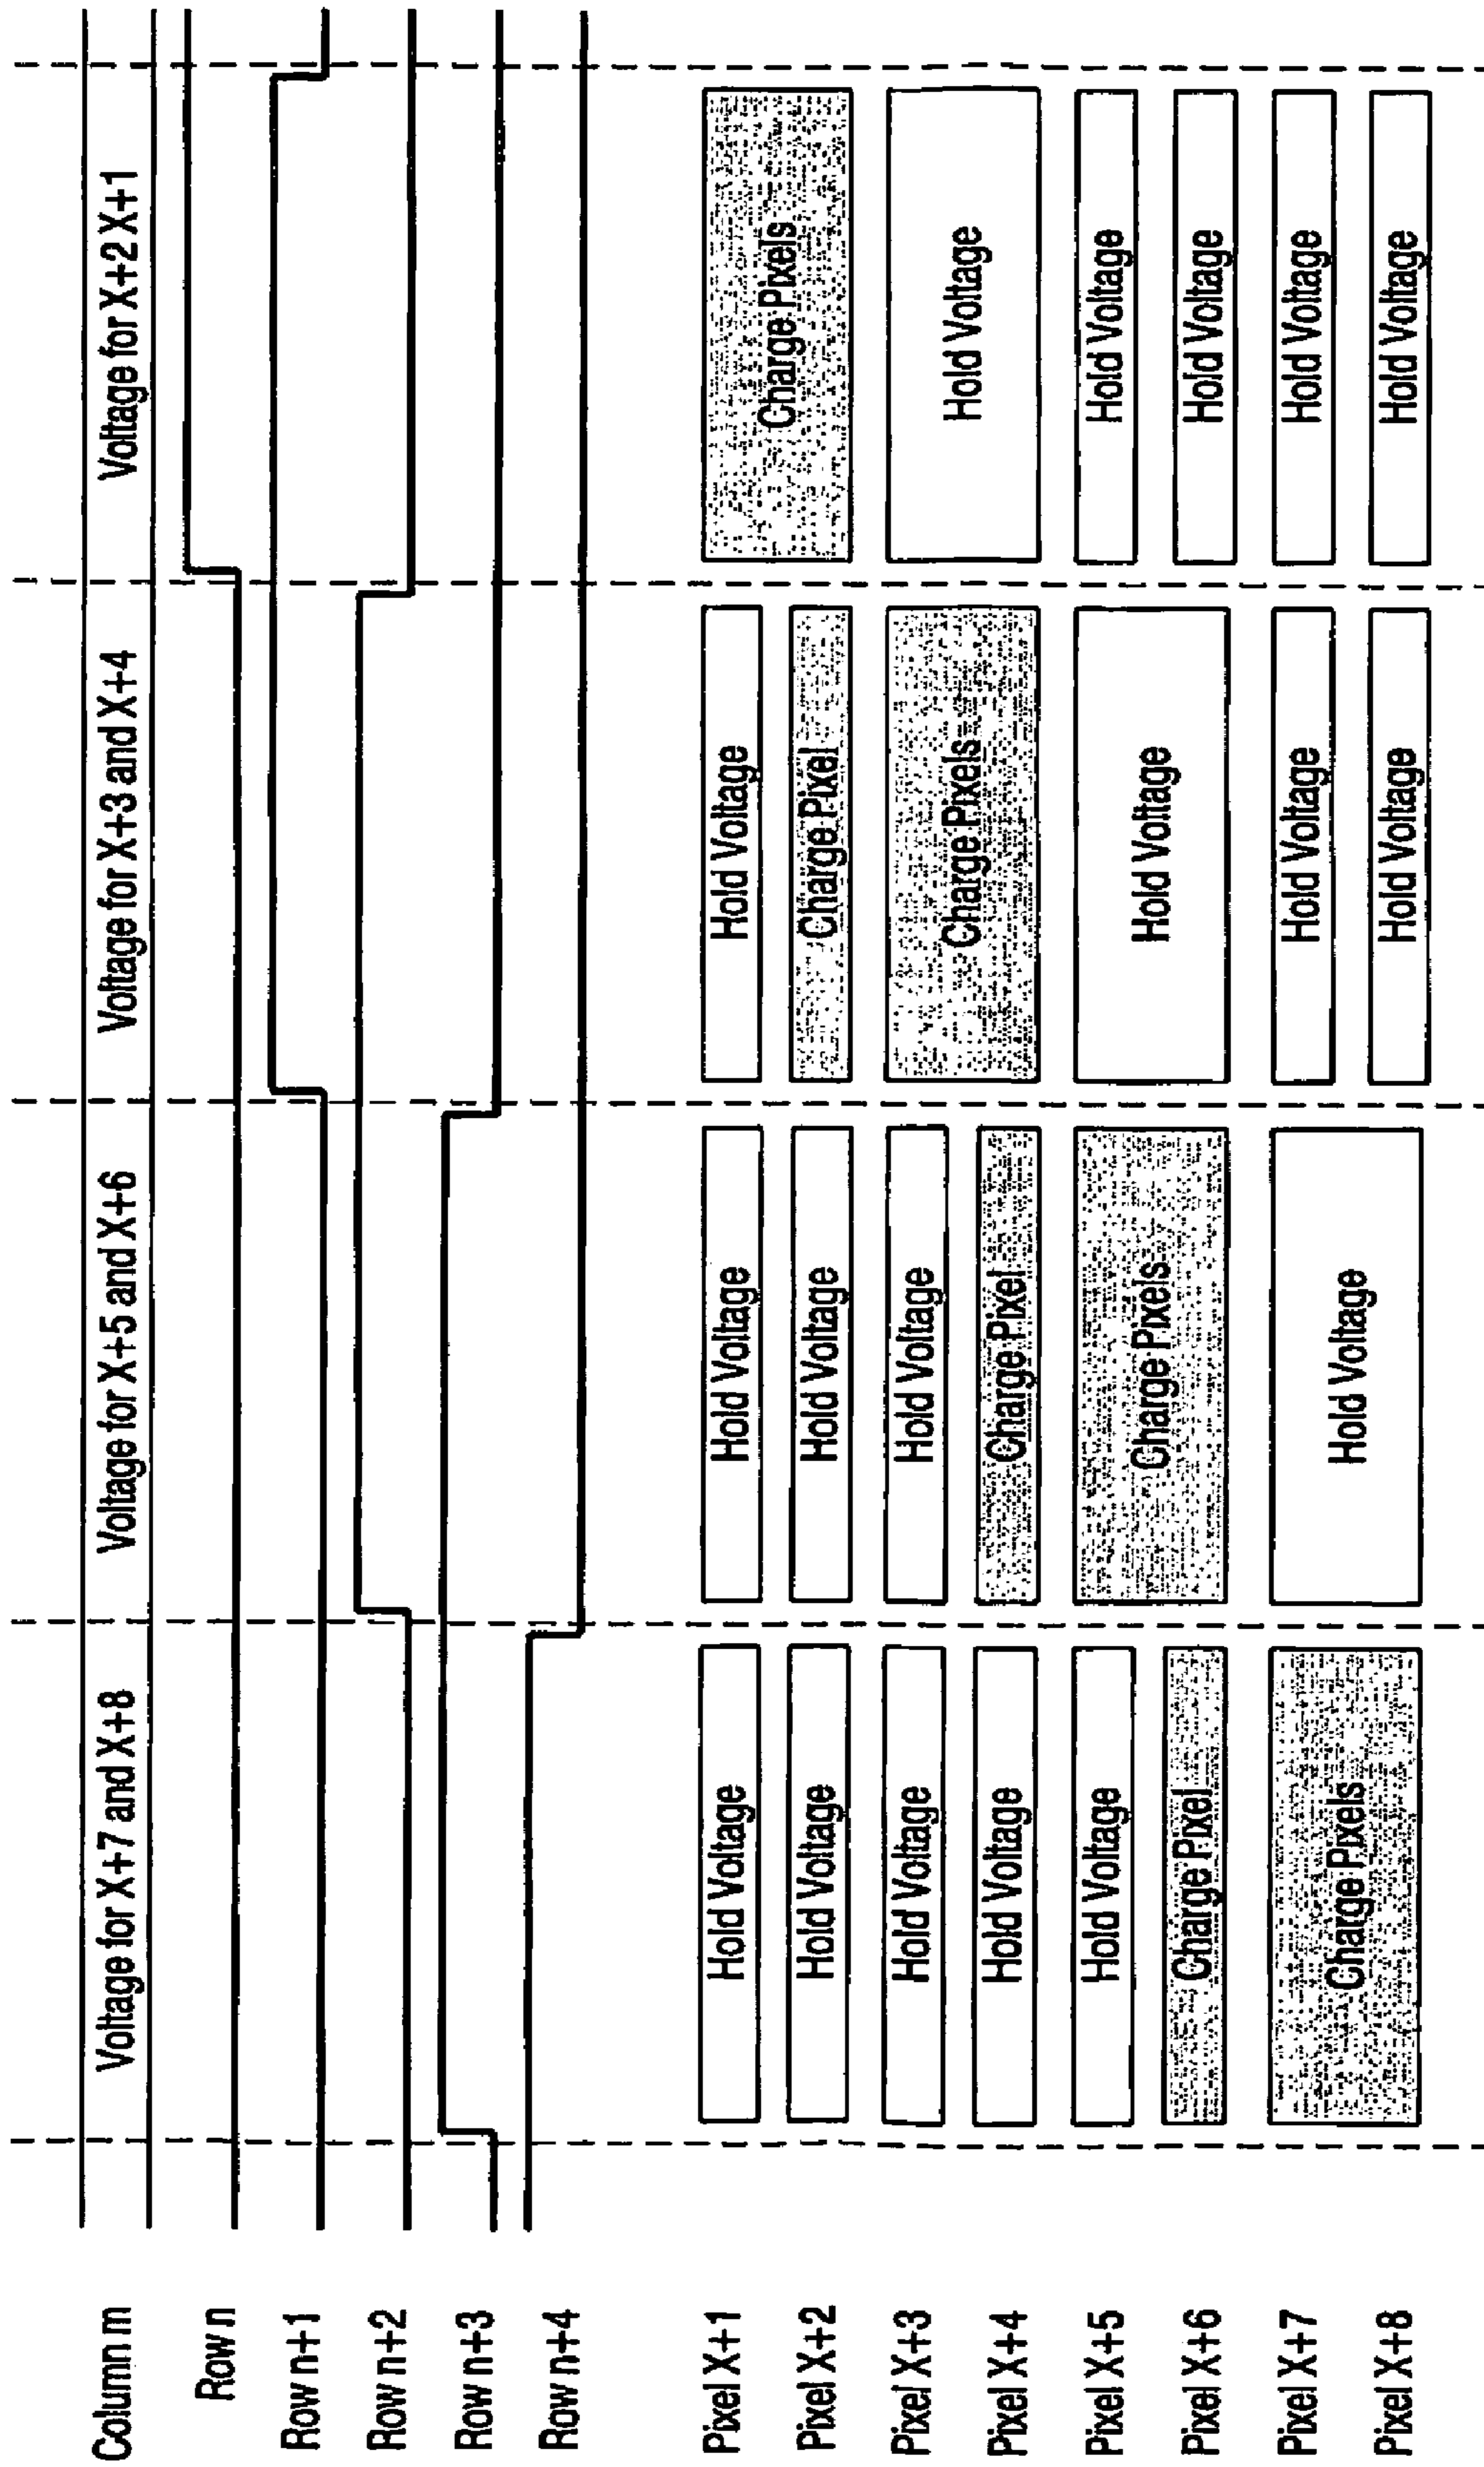 Column m
Voltage for X+7 and X+8
Voltage for X+5 and X+6
Voltage for X+3 and X+4
Voltage for X+2 X+1
Row n
Row n+1
Row n+2
Row n+3
Row n+4
Pixel X+1
Hold Voltage
Hold Voltage
Hold Voltage
Charge Pixels
Pixel X+2
Hold Voltage
Hold Voltage
Charge Pixel
Pixel X+3
Hold Voltage
Hold Voltage
Charge Pixels
Hold Voltage
Pixel X+4
Hold Voltage
Charge Pixel
Pixel X+5
Hold Voltage
Charge Pixels
Hold Voltage
Hold Voltage
Pixel X+6
Charge Pixel
Hold Voltage
Pixel X+7
Charge Pixels
Hold Voltage
Hold Voltage
Hold Voltage
Pixel X+8
Hold Voltage
Hold Voltage